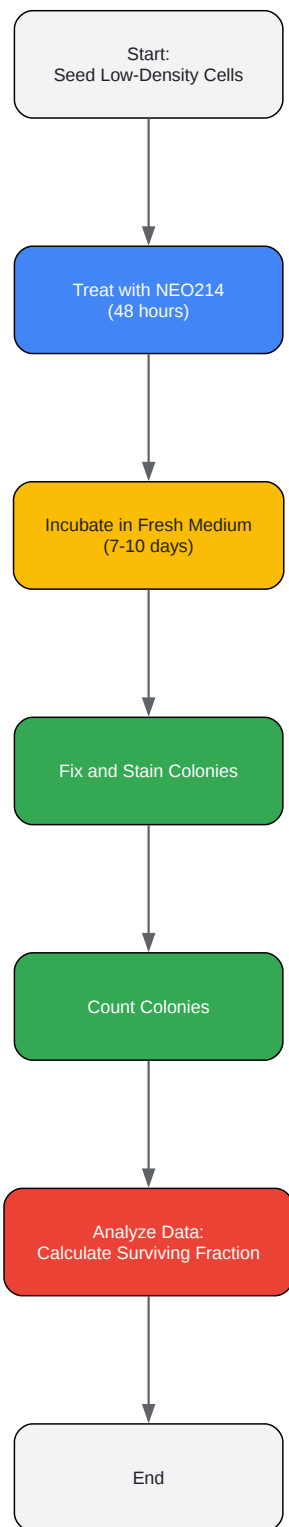 Start:
Seed Low-Density Cells
Treat with NEO214
(48 hours)
Incubate in Fresh Medium
(7-10 days)
Fix and Stain Colonies
Count Colonies
Analyze Data:
Calculate Surviving Fraction
End